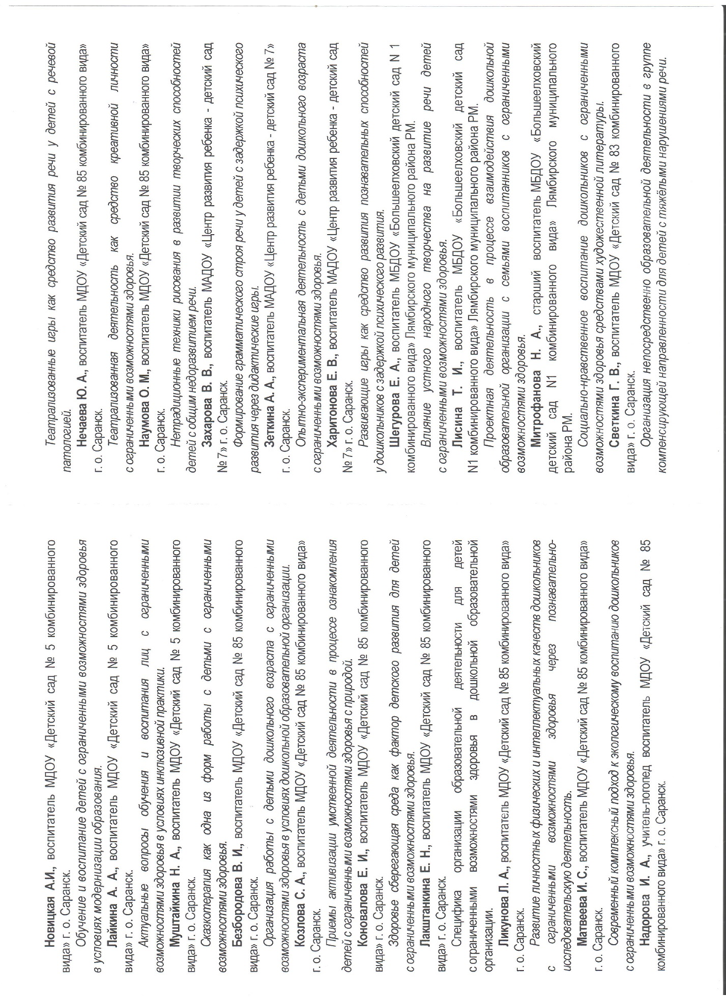 Новицкая А.И., воспитатель МДОУ «Детский сад № 5 комбинированного
вида» г. о. Саранск.
Обучение и воспитание детей с ограниченными возможностями здоровья
в условиях модернизации образования.
Лайкина А. А., воспитатель МДОУ «Детский сад № 5 комбинированного
вида» г. о. Саранск.
Актуальные вопросы обучения и воспитания лиц с ограниченными
возможностями здоровья в условиях инклюзивной практики.
Муштайкина Н. А., воспитатель МДОУ «Детский сад № 5 комбинированного
вида» г. о. Саранск.
Сказкотерапия как одна из форм работы с детьми с ограниченными
возможностями здоровья.
Безбородова В. И., воспитатель МДОУ «Детский сад № 85 комбинированного
вида» г. о. Саранск.
Организация работы с детьми дошкольного возраста с ограниченными
возможностями здоровья в условиях дошкольной образовательной организации.
Козлова С. А., воспитатель МДОУ «Детский сад № 85 комбинированного вида»
г. о. Саранск.
Приемы активизации умственной деятельности в процессе ознакомления
детей с ограниченными возможностями здоровья с природой.
Коновалова Е. И., воспитатель МДОУ «Детский сад № 85 комбинированного
вида» г. о. Саранск.
Здоровье сберегающая среда как фактор детского развития для детей
с ограниченными возможностями здоровья.
Лакштанкина Е. Н., воспитатель МДОУ «Детский сад № 85 комбинированного
вида» г. о. Саранск.
Специфика организации образовательной деятельности для детей
с ограниченными возможностями здоровья в дошкольной образовательной
организации.
Ликунова Л. А., воспитатель МДОУ «Детский сад № 85 комбинированного вида»
г. о. Саранск.
Развитие личностных физических и интеллектуальных качеств дошкольников
с ограниченными возможностями здоровья через познавательно-
исследовательскую деятельность.
Матвеева И. С., воспитатель МДОУ «Детский сад № 85 комбинированного вида»
г. о. Саранск.
Современный комплексный подход к экологическому воспитанию дошкольников
с ограниченными возможностями здоровья.
Надорова И. А., учитель-логопед воспитатель МДОУ «Детский сад № 85
комбинированного вида» г. о. Саранск.
Театрализованные игры как средство развития речи у детей с речевой
патологией.
Нечаева Ю. А., воспитатель МДОУ «Детский сад № 85 комбинированного вида»
г. о. Саранск.
Театрализованная деятельность как средство креативной личности
с ограниченными возможностями здоровья.
Наумова О. М., воспитатель МДОУ «Детский сад № 85 комбинированного вида»
г. о. Саранск.
Нетрадиционные техники рисования в развитии творческих способностей
детей с общим недоразвитием речи.
Захарова В. В., воспитатель МАДОУ «Центр развития ребенка - детский сад
№ 7» г. о. Саранск.
Формирование грамматического строя речи у детей с задержкой психического
развития через дидактические игры.
Зеткина А. А., воспитатель МАДОУ «Центр развития ребенка - детский сад № 7»
г. о. Саранск.
Опытно-экспериментальная деятельность с детьми дошкольного возраста
с ограниченными возможностями здоровья.
Харитонова Е. В., воспитатель МАДОУ «Центр развития ребенка - детский сад
№ 7» г. о. Саранск.
Развивающие игры как средство развития познавательных способностей
у дошкольников с задержкой психического развития.
Шегурова Е. А., воспитатель МБДОУ «Большеелховский детский сад N 1
комбинированного вида» Лямбирского муниципального района РМ.
Влияние устного народного творчества на развитие речи детей
с ограниченными возможностями здоровья.
Лисина Т. И., воспитатель МБДОУ «Большеелховский детский сад
N1 комбинированного вида» Лямбирского муниципального района РМ.
Проектная деятельность в процессе взаимодействия дошкольной
образовательной организации с семьями воспитанников с ограниченными
возможностями здоровья.
Митрофанова Н. А., старший воспитатель МБДОУ «Большеелховский
детский сад N1 комбинированного вида» Лямбирского муниципального
района РМ.
Социально-нравственное воспитание дошкольников с ограниченными
возможностями здоровья средствами художественной литературы.
Светкина Г. В., воспитатель МДОУ «Детский сад № 83 комбинированного
вида» г. о. Саранск.
Организация непосредственно образовательной деятельности в группе
компенсирующей направленности для детей с тяжёлыми нарушениями речи.